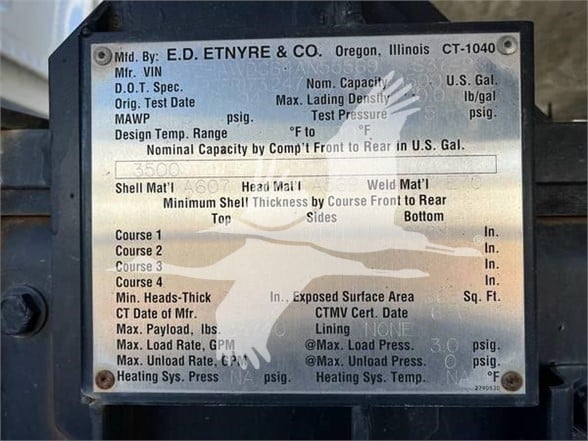 Mfd. By: E.D. ETNYRE & CO. Oregon, Illinois CT-1040
Mfr. VIN
D.O.T. Spec. Nom. Capacity U.S. Gal.
Orig. Test Date Max. Lading Density lb/gal
MAWP psig. Test Pressure psig.
Design Temp. Range °F to °F
Nominal Capacity by Comp't Front to Rear in U.S. Gal.
3500
Shell Mat'l A607 Head Mat'l A569 Weld Mat'l E70
Minimum Shell Thickness by Course Front to Rear
Top Sides Bottom
Course 1 In.
Course 2 In.
Course 3 In.
Course 4 In.
Min. Heads-Thick In., Exposed Surface Area Sq. Ft.
CT Date of Mfr. CTMV Cert. Date
Max. Payload, lbs. Lining NONE
Max. Load Rate, GPM @Max. Load Press. 3.0 psig.
Max. Unload Rate, GPM @Max. Unload Press. 0 psig.
Heating Sys. Press NA psig. Heating Sys. Temp. NA °F
2790530